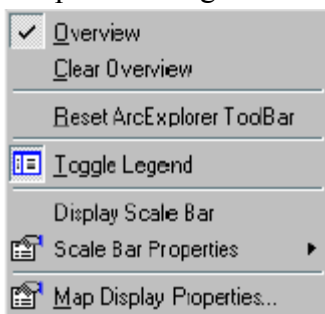 Overview
Clear Overview
Reset ArcExplorer ToolBar
Toggle Legend
Display Scale Bar
Scale Bar Properties
Map Display Properties...